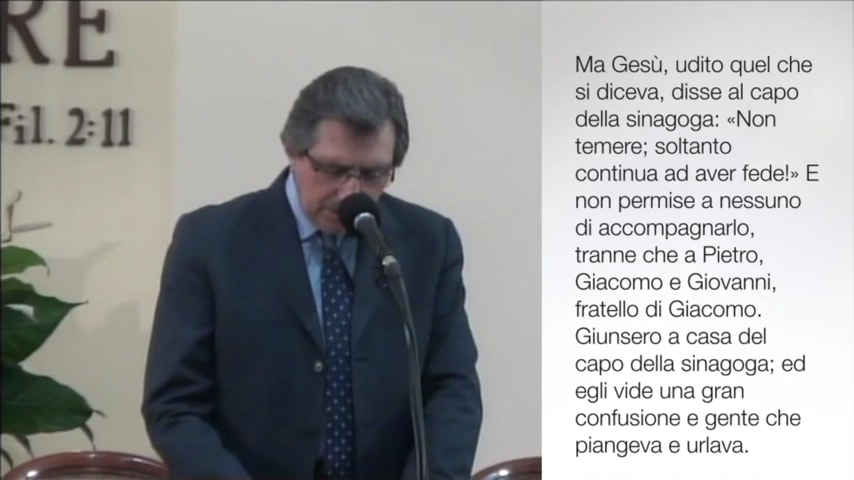 RE
Fil. 2:11
Ma Gesù, udito quel che
si diceva, disse al capo
della sinagoga: «Non
temere; soltanto
continua ad aver fede!» E
non permise a nessuno
di accompagnarlo,
tranne che a Pietro,
Giacomo e Giovanni,
fratello di Giacomo.
Giunsero a casa del
capo della sinagoga; ed
egli vide una gran
confusione e gente che
piangeva e urlava.